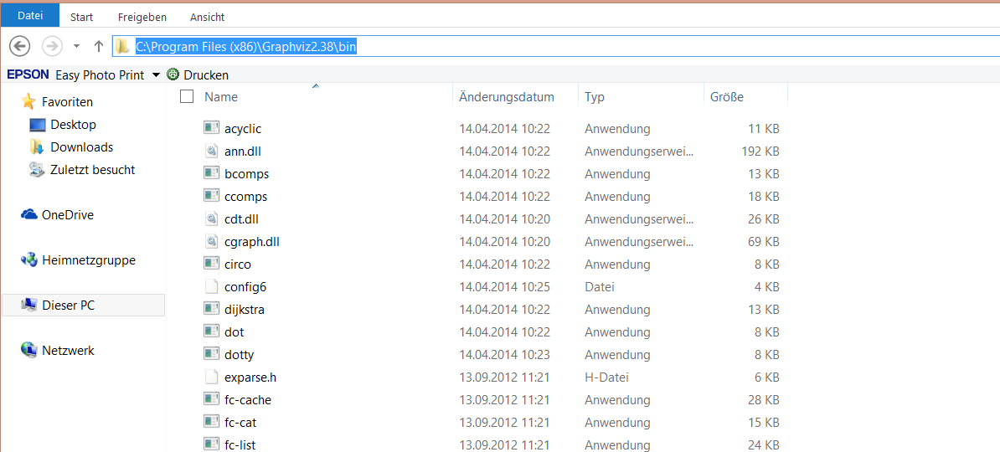 Datei Start Freigeben Ansicht
C:\Program Files (x86)\Graphviz2.38\bin
EPSON Easy Photo Print Drucken
Name Änderungsdatum Typ Größe
Favoriten
Desktop
Downloads
Zuletzt besucht
OneDrive
Heimnetzgruppe
Dieser PC
Netzwerk
acyclic 14.04.2014 10:22 Anwendung 11 KB
ann.dll 14.04.2014 10:22 Anwendungserwei... 192 KB
bcomps 14.04.2014 10:22 Anwendung 13 KB
ccomps 14.04.2014 10:22 Anwendung 18 KB
cdt.dll 14.04.2014 10:20 Anwendungserwei... 26 KB
cgraph.dll 14.04.2014 10:20 Anwendungserwei... 69 KB
circo 14.04.2014 10:22 Anwendung 8 KB
config6 14.04.2014 10:25 Datei 4 KB
dijkstra 14.04.2014 10:22 Anwendung 13 KB
dot 14.04.2014 10:22 Anwendung 8 KB
dotty 14.04.2014 10:23 Anwendung 8 KB
exparse.h 13.09.2012 11:21 H-Datei 6 KB
fc-cache 13.09.2012 11:21 Anwendung 28 KB
fc-cat 13.09.2012 11:21 Anwendung 15 KB
fc-list 13.09.2012 11:21 Anwendung 24 KB